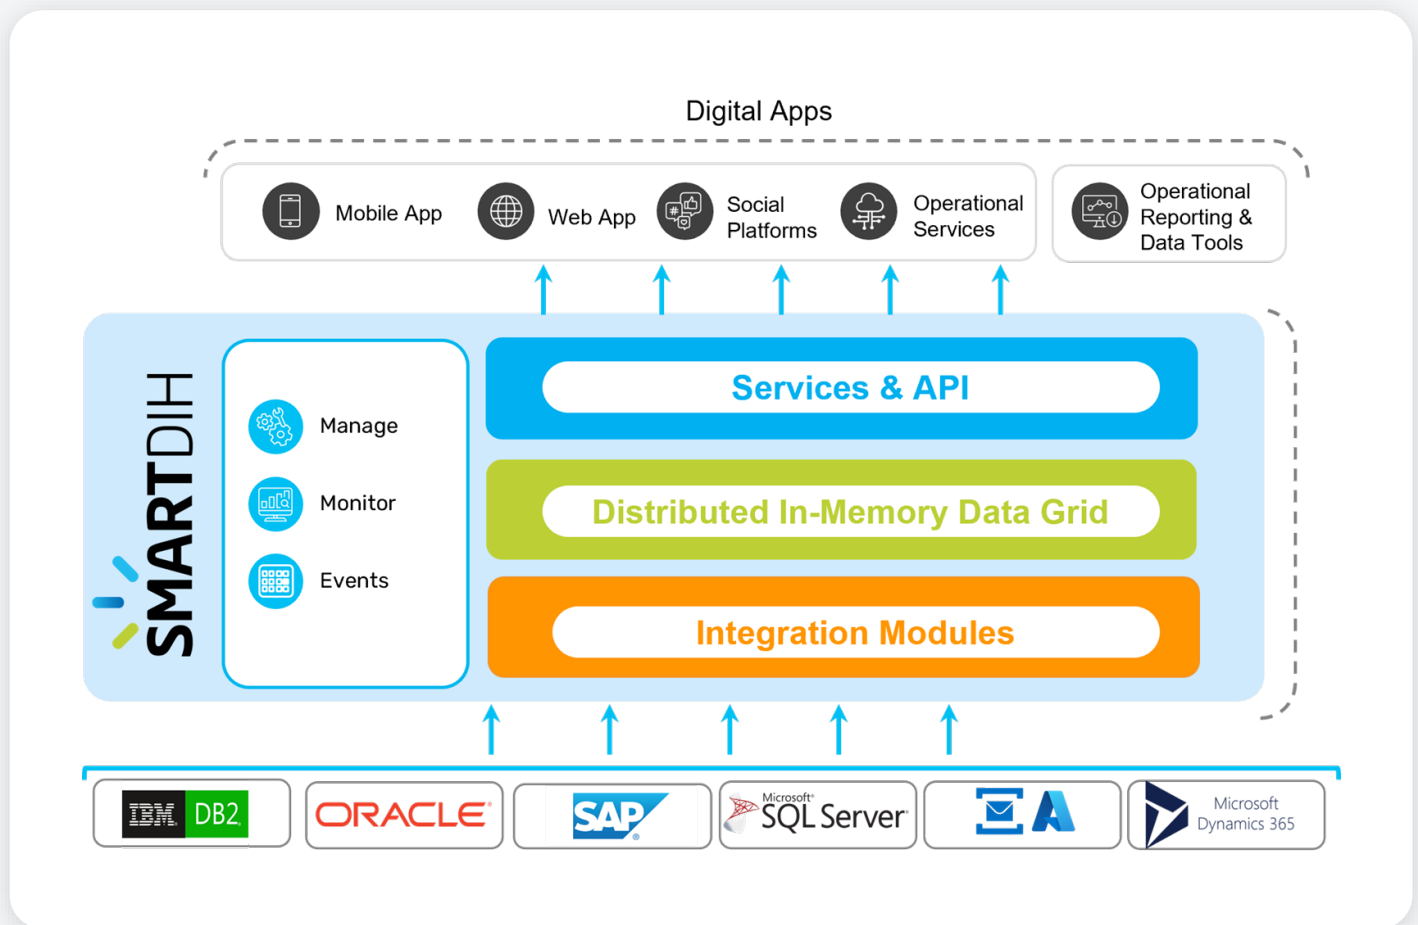 Digital Apps
Mobile App
Web App
Social
Platforms
Operational
Services
Operational
Reporting &
Data Tools
SMARTDIH
Manage
Monitor
Events
Services & API
Distributed In-Memory Data Grid
Integration Modules
IBM. DB2.
ORACLE®
SAP®
Microsoft®
SQL Server®
Microsoft
Dynamics 365